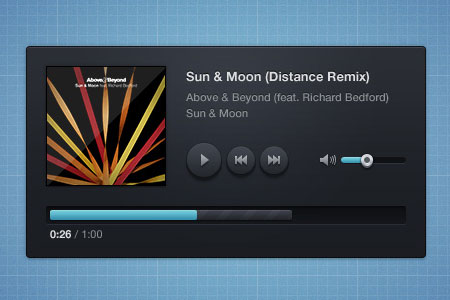 Above & Beyond
Sun & Moon feat. Richard Bedford
Sun & Moon (Distance Remix)
Above & Beyond (feat. Richard Bedford)
Sun & Moon
0:26 / 1:00